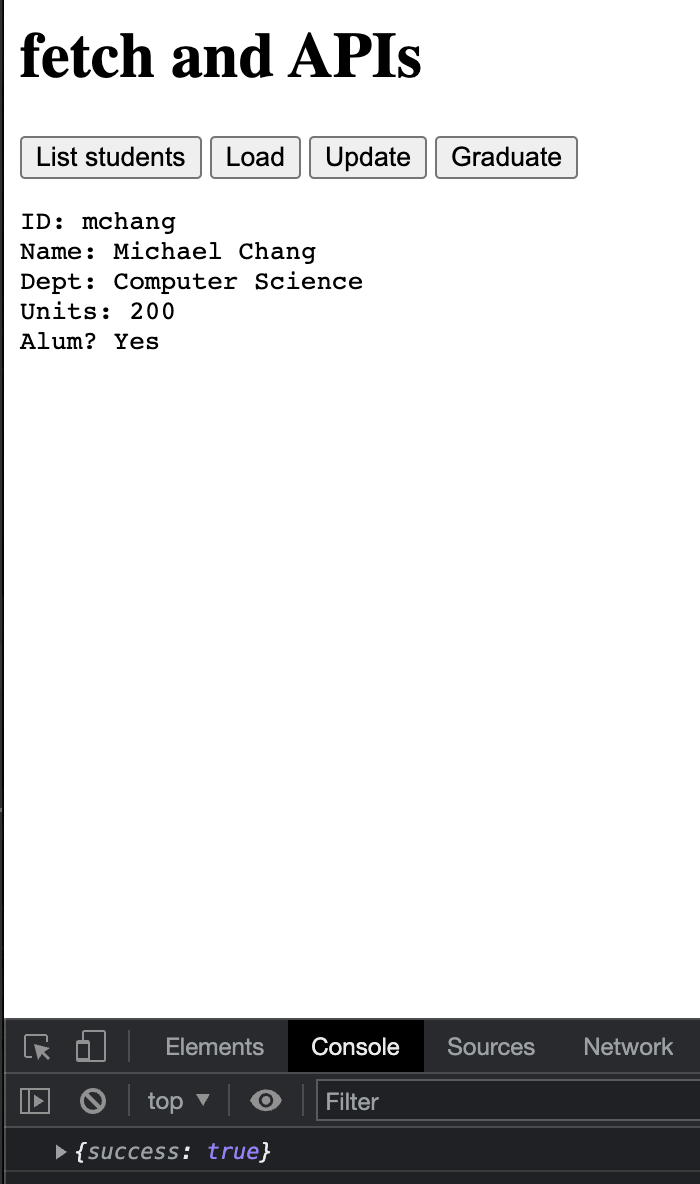 fetch and APIs
List students Load Update Graduate
ID: mchang
Name: Michael Chang
Dept: Computer Science
Units: 200
Alum? Yes
Elements Console Sources Network
top ▼ Filter
▶ {success: true}